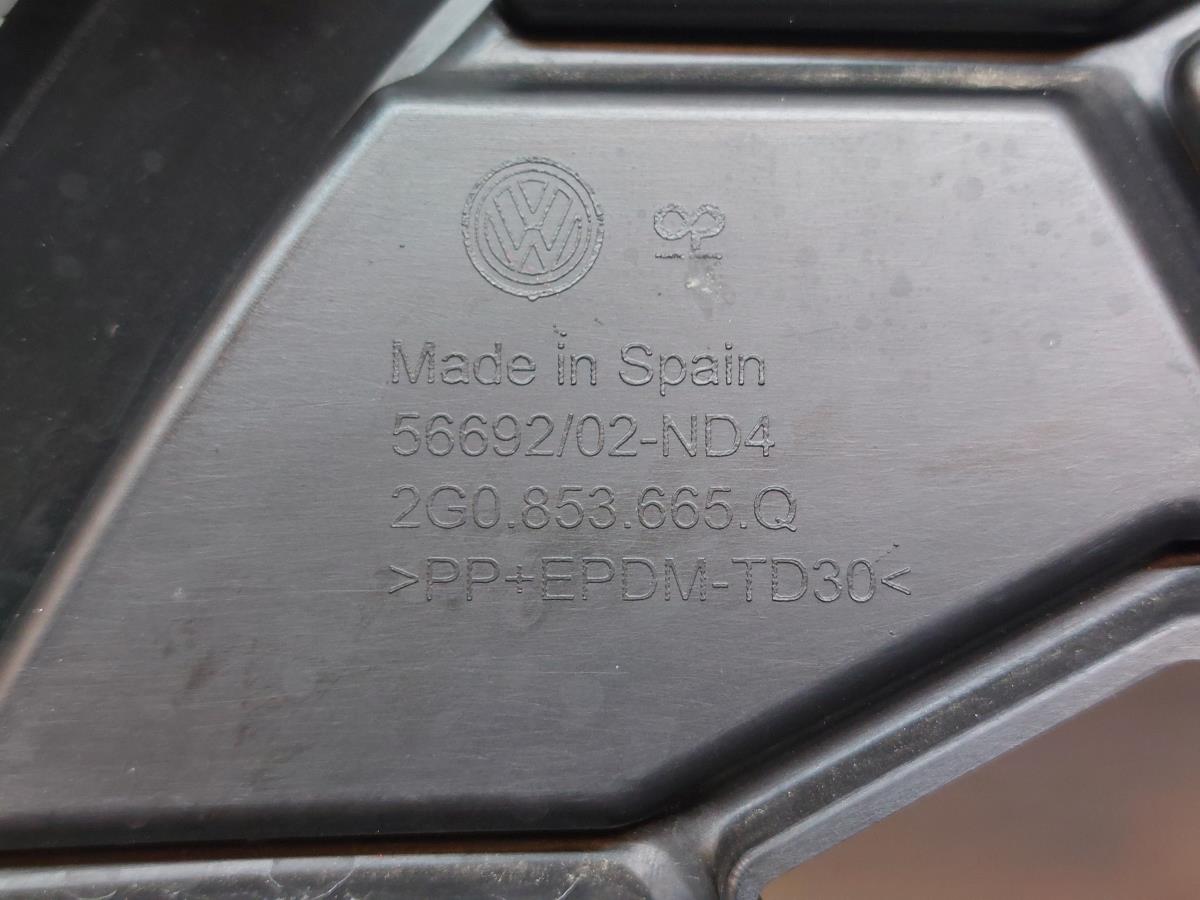 Made in Spain
56692/02-ND4
2G0.853.665.Q
>PP+EPDM-TD30<